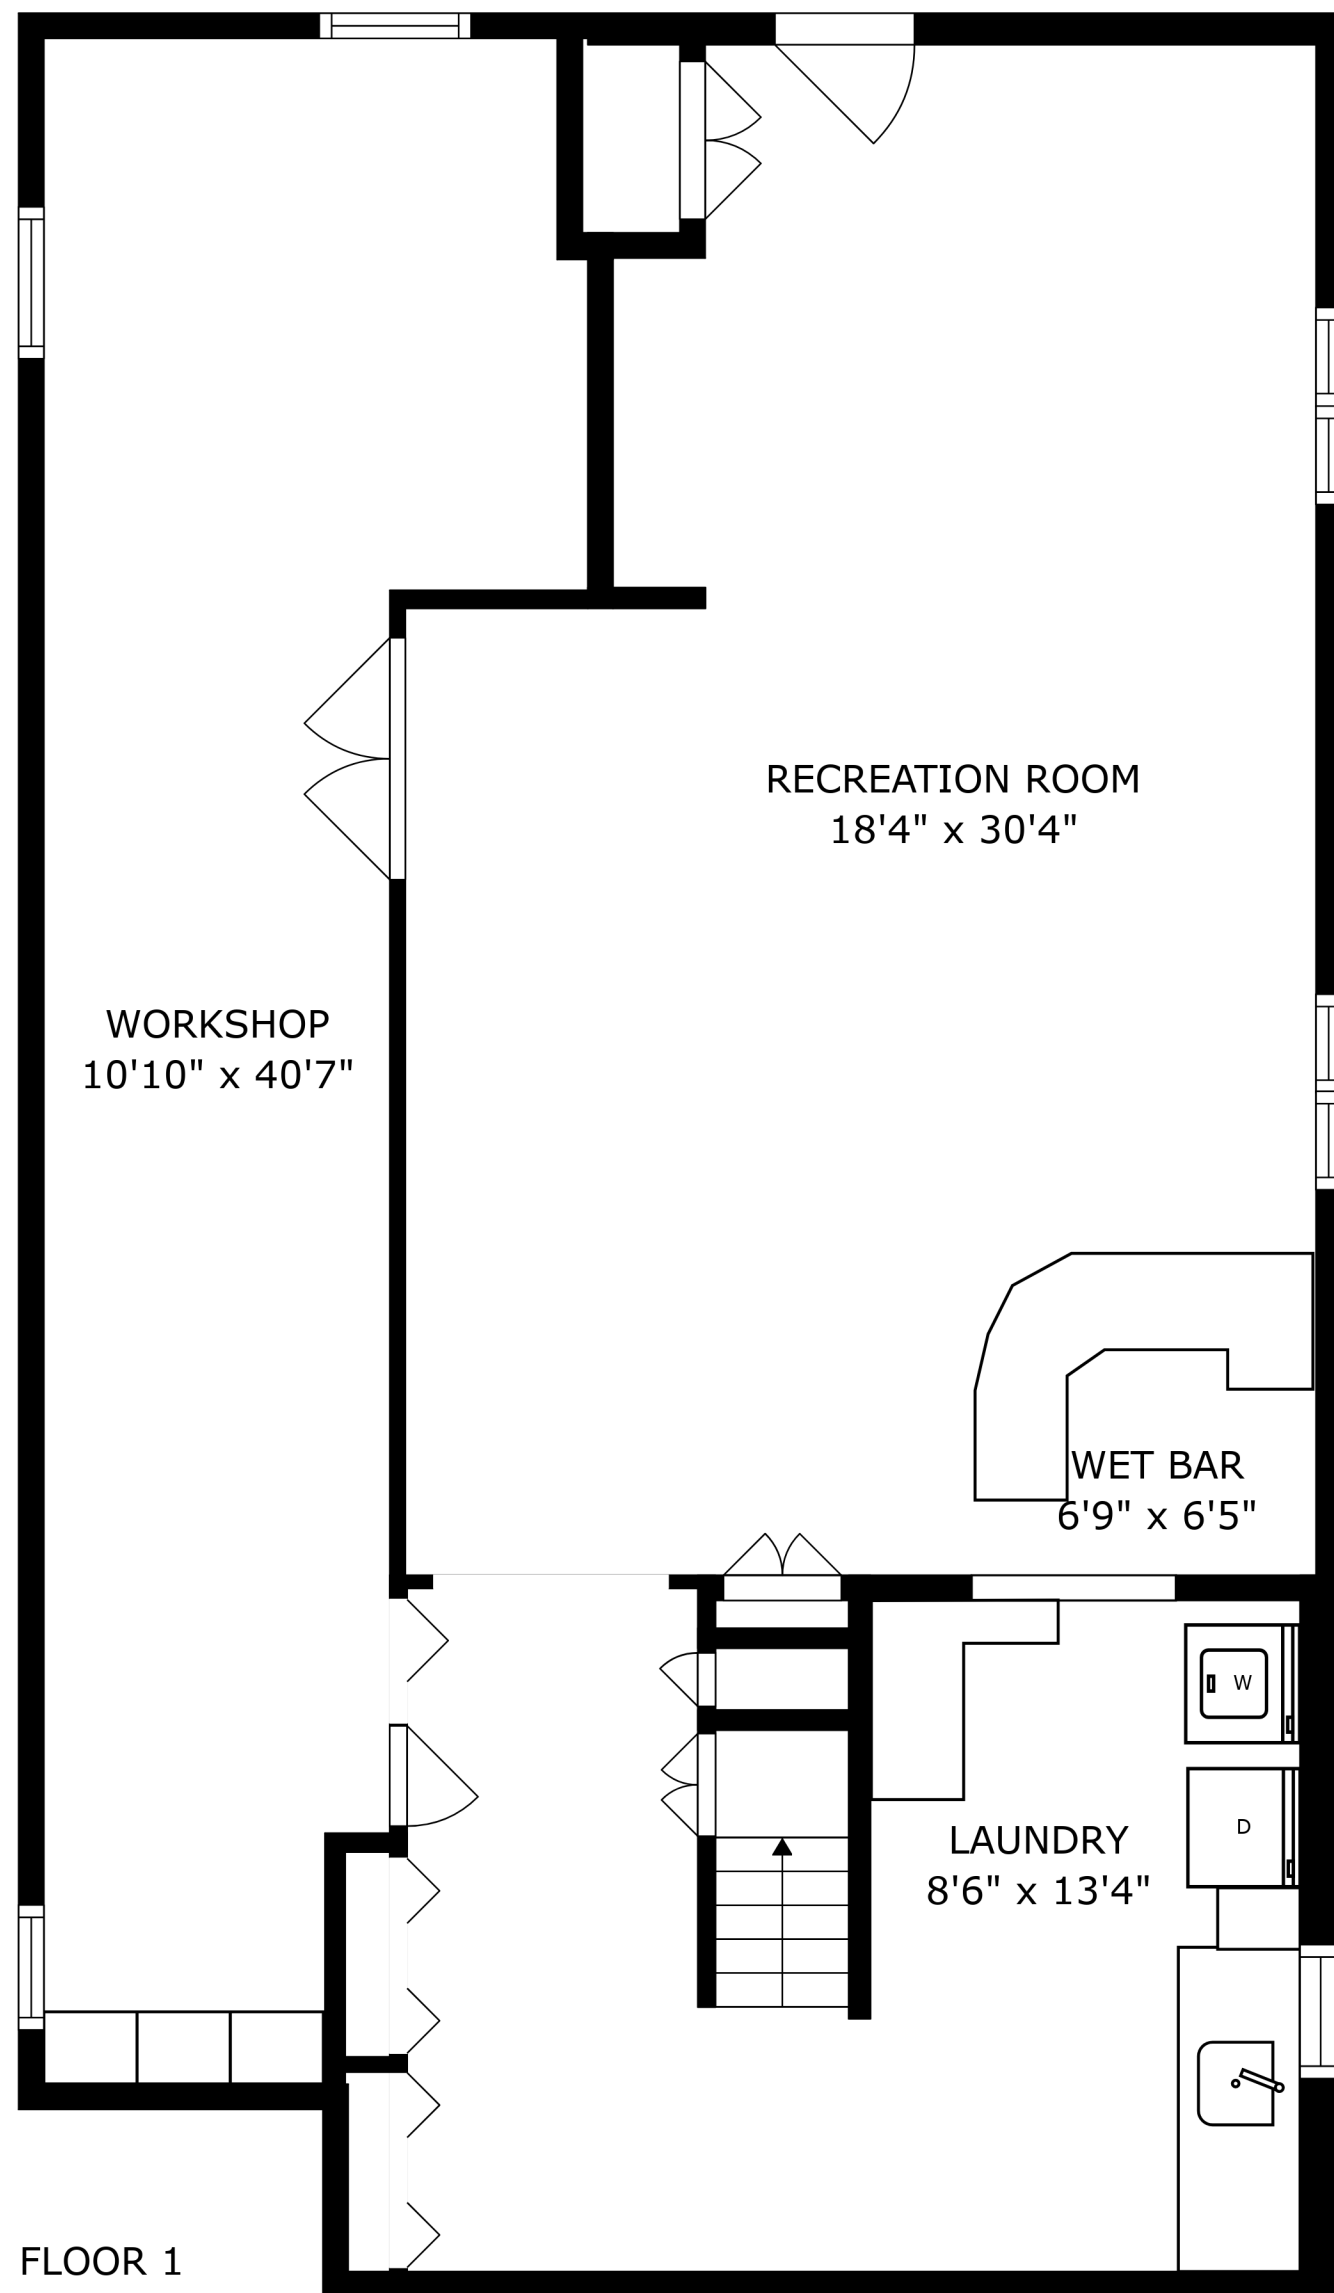 RECREATION ROOM
18'4" x 30'4"
WORKSHOP
10'10" x 40'7"
WET BAR
6'9" x 6'5"
W
D
LAUNDRY
8'6" x 13'4"
FLOOR 1